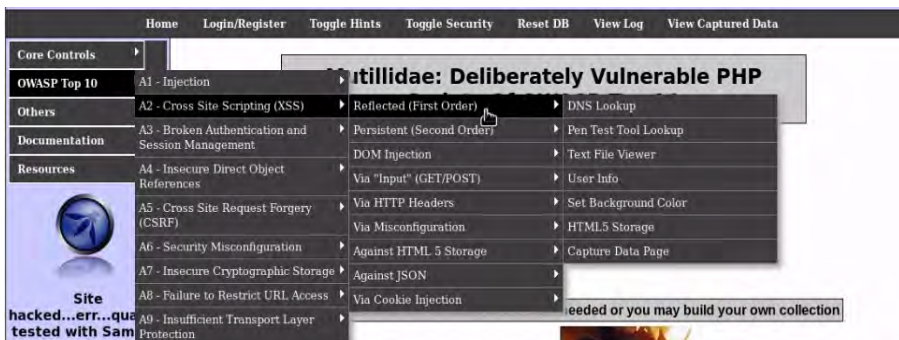 Home Login/Register Toggle Hints Toggle Security Reset DB View Log View Captured Data
Core Controls
OWASP Top 10
Others
Documentation
Resources
Mutillidae: Deliberately Vulnerable PHP
A1 - Injection
A2 - Cross Site Scripting (XSS)
A3 - Broken Authentication and
Session Management
A4 - Insecure Direct Object
References
A5 - Cross Site Request Forgery
(CSRF)
A6 - Security Misconfiguration
A7 - Insecure Cryptographic Storage
A8 - Failure to Restrict URL Access
A9 - Insufficient Transport Layer
Protection
Reflected (First Order)
Persistent (Second Order)
DOM Injection
Via "Input" (GET/POST)
Via HTTP Headers
Via Misconfiguration
Against HTML 5 Storage
Against JSON
Via Cookie Injection
DNS Lookup
Pen Test Tool Lookup
Text File Viewer
User Info
Set Background Color
HTML5 Storage
Capture Data Page
Site
hacked...err...qua
tested with Sam
eeded or you may build your own collection